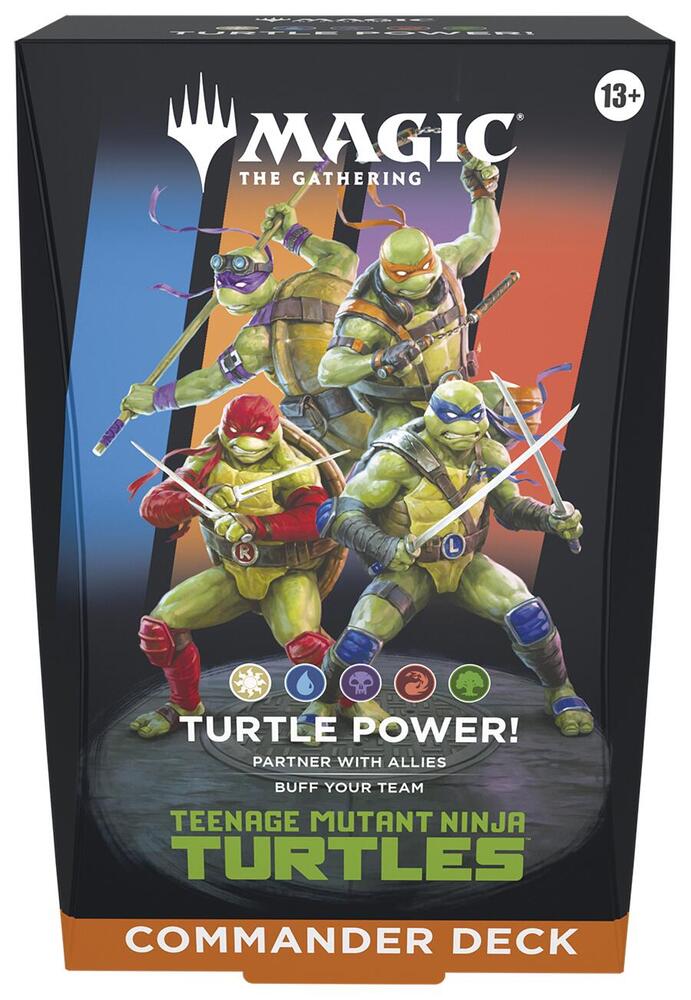 TURTLE POWER!
13+
MAGIC®
THE GATHERING
R
L
TURTLE POWER!
PARTNER WITH ALLIES
BUFF YOUR TEAM
TEENAGE MUTANT NINJA
TURTLES™
COMMANDER DECK